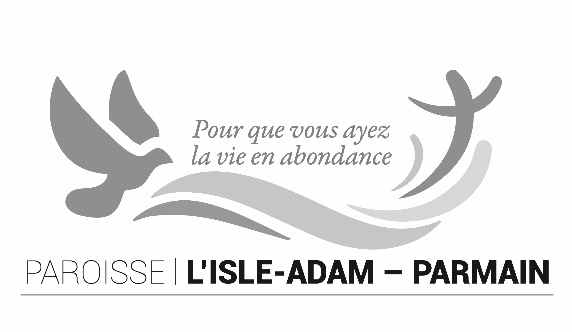 Pour que vous ayez
la vie en abondance
PAROISSE | L'ISLE-ADAM – PARMAIN